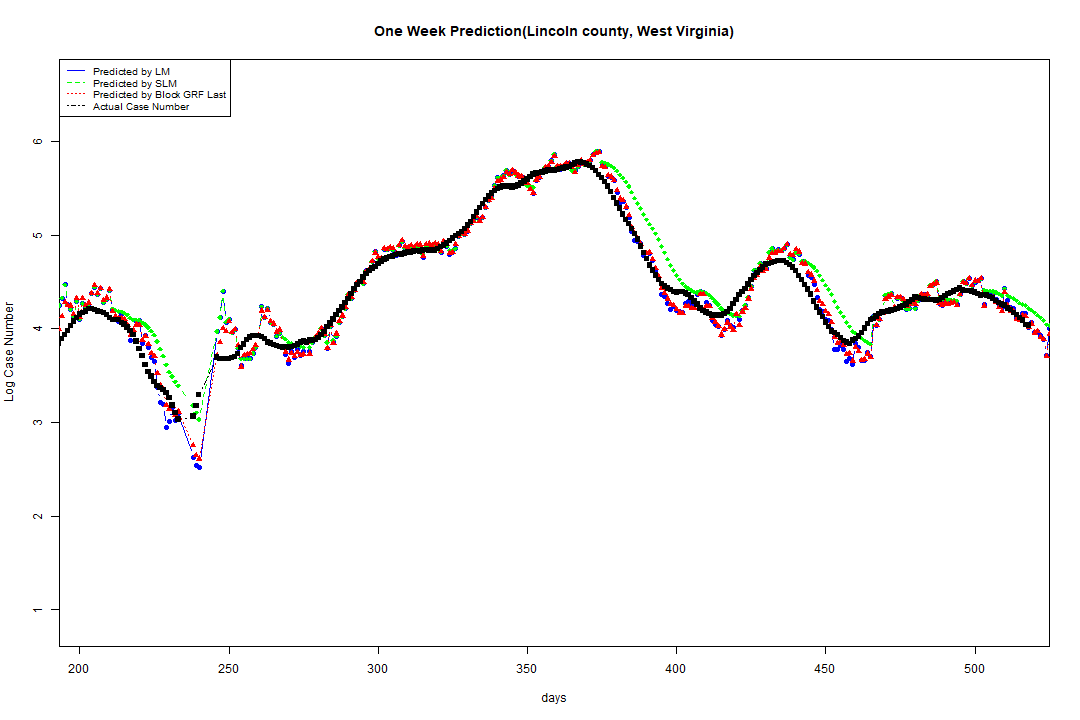 One Week Prediction(Lincoln county, West Virginia)
Predicted by LM
Predicted by SLM
Predicted by Block GRF Last
Actual Case Number
6
5
4
3
2
1
Log Case Number
200 250 300 350 400 450 500
days